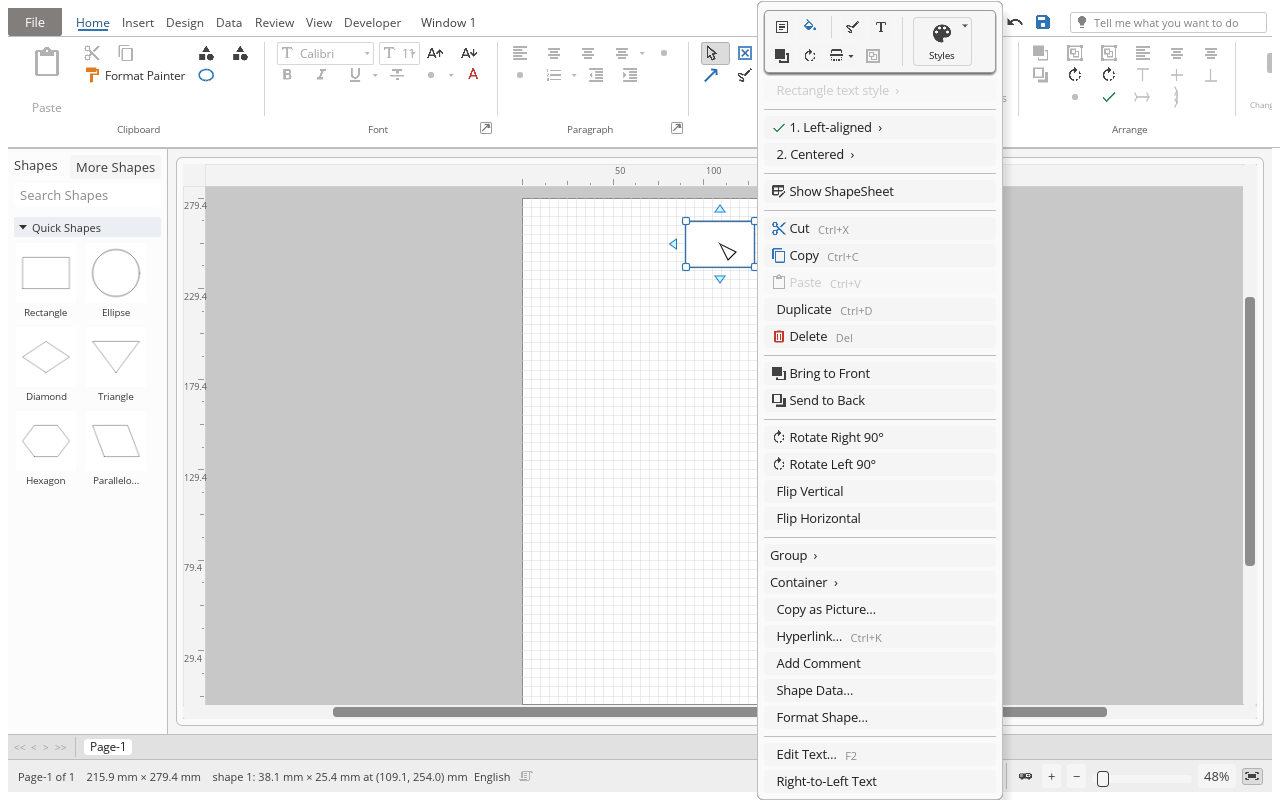 File
Home
Insert
Design
Data
Review
View
Developer
Window 1
Tell me what you want to do
Paste
Format Painter
Clipboard
Calibri
11
Font
Paragraph
Arrange
Styles
Rectangle text style ›
1. Left-aligned ›
2. Centered ›
Show ShapeSheet
Cut Ctrl+X
Copy Ctrl+C
Paste Ctrl+V
Duplicate Ctrl+D
Delete Del
Bring to Front
Send to Back
Rotate Right 90°
Rotate Left 90°
Flip Vertical
Flip Horizontal
Group ›
Container ›
Copy as Picture...
Hyperlink... Ctrl+K
Add Comment
Shape Data...
Format Shape...
Edit Text... F2
Right-to-Left Text
Shapes
More Shapes
Search Shapes
Quick Shapes
Rectangle
Ellipse
Diamond
Triangle
Hexagon
Parallelo...
50
100
279.4
229.4
179.4
129.4
79.4
29.4
<< < > >>
Page-1
Page-1 of 1
215.9 mm × 279.4 mm
shape 1: 38.1 mm × 25.4 mm at (109.1, 254.0) mm
English
48%